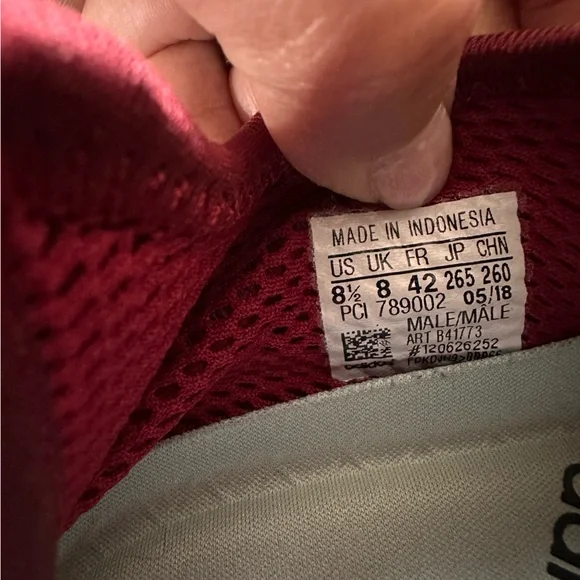 MADE IN INDONESIA
US UK FR JP CHN
8½ 8 42 265 260
PCI 789002 05/18
MALE/MÂLE
ART B41773
#120626252
adidas